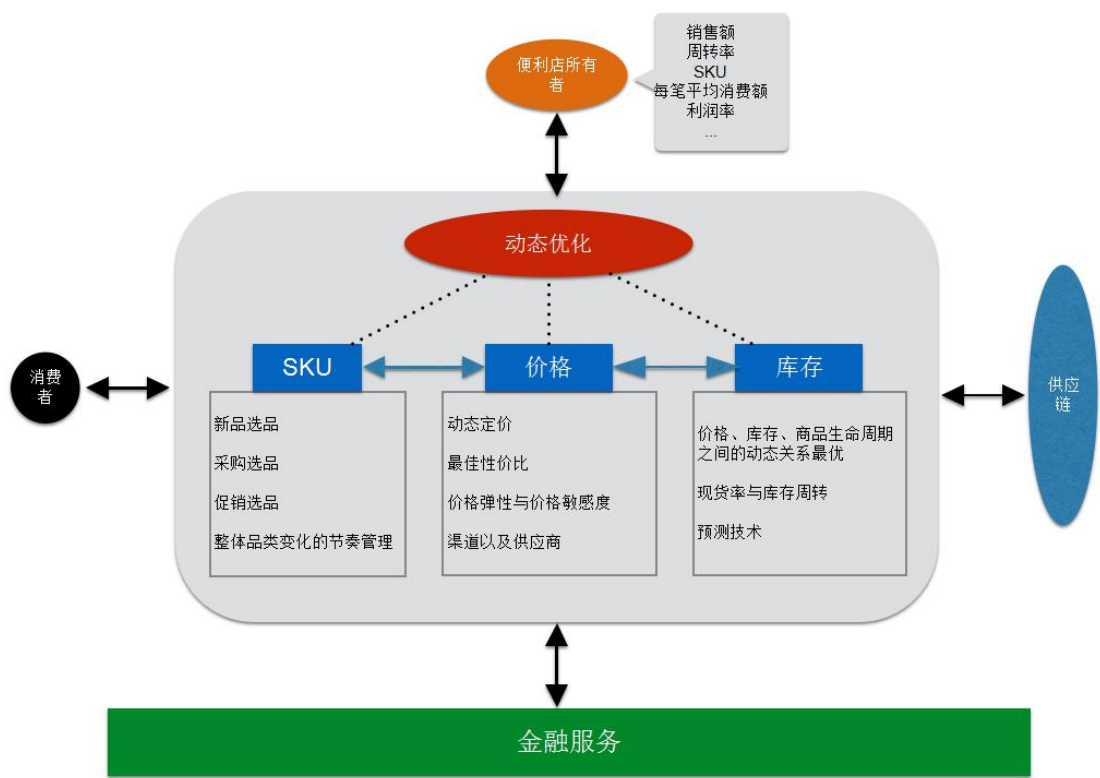 销售额
周转率
SKU
每笔平均消费额
利润率
...
便利店所有
者
动态优化
SKU
价格
库存
消费
者
供应
链
新品选品
采购选品
促销选品
整体品类变化的节奏管理
动态定价
最佳性价比
价格弹性与价格敏感度
渠道以及供应商
价格、库存、商品生命周期
之间的动态关系最优
现货率与库存周转
预测技术
金融服务